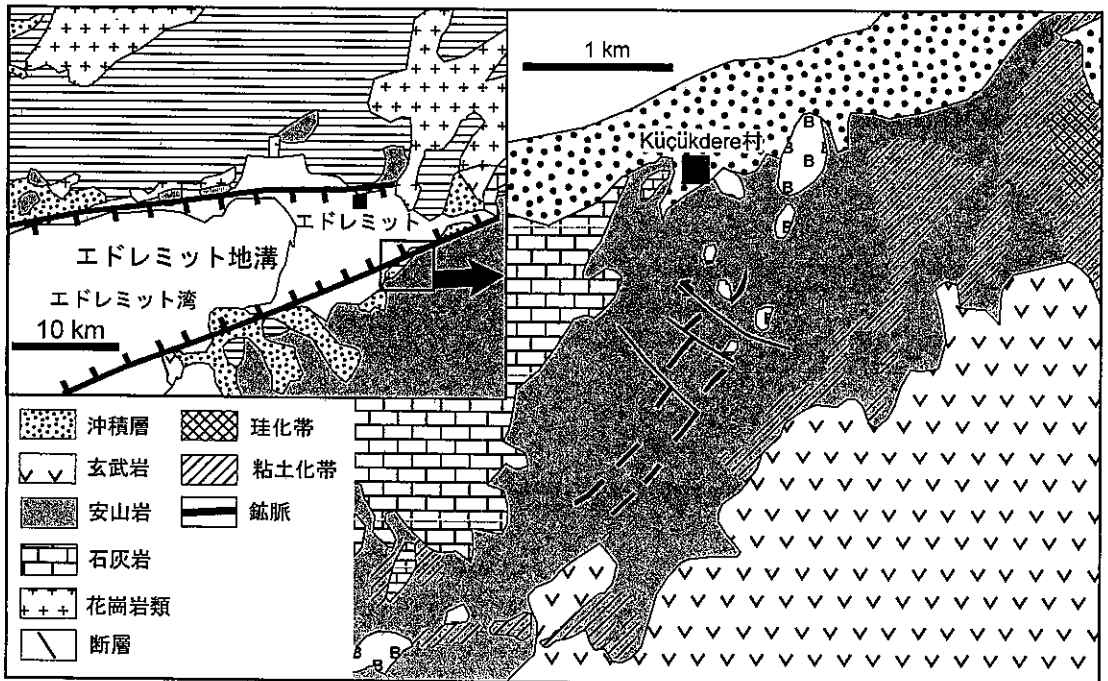 エドレミット
エドレミット地溝
エドレミット湾
10 km
1 km
Küçükdere村
B
B
B
B
B
B
B
B
沖積層
玄武岩
安山岩
石灰岩
花崗岩類
断層
珪化帯
粘土化帯
鉱脈